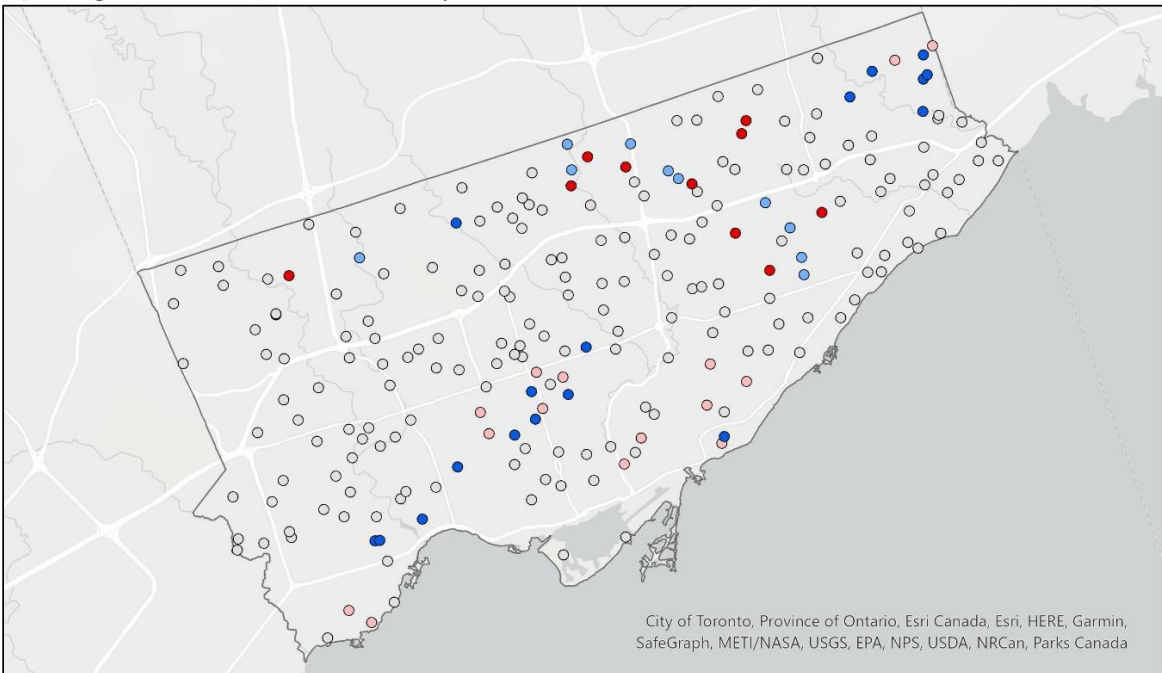 City of Toronto, Province of Ontario, Esri Canada, Esri, HERE, Garmin,
SafeGraph, METI/NASA, USGS, EPA, NPS, USDA, NRCan, Parks Canada